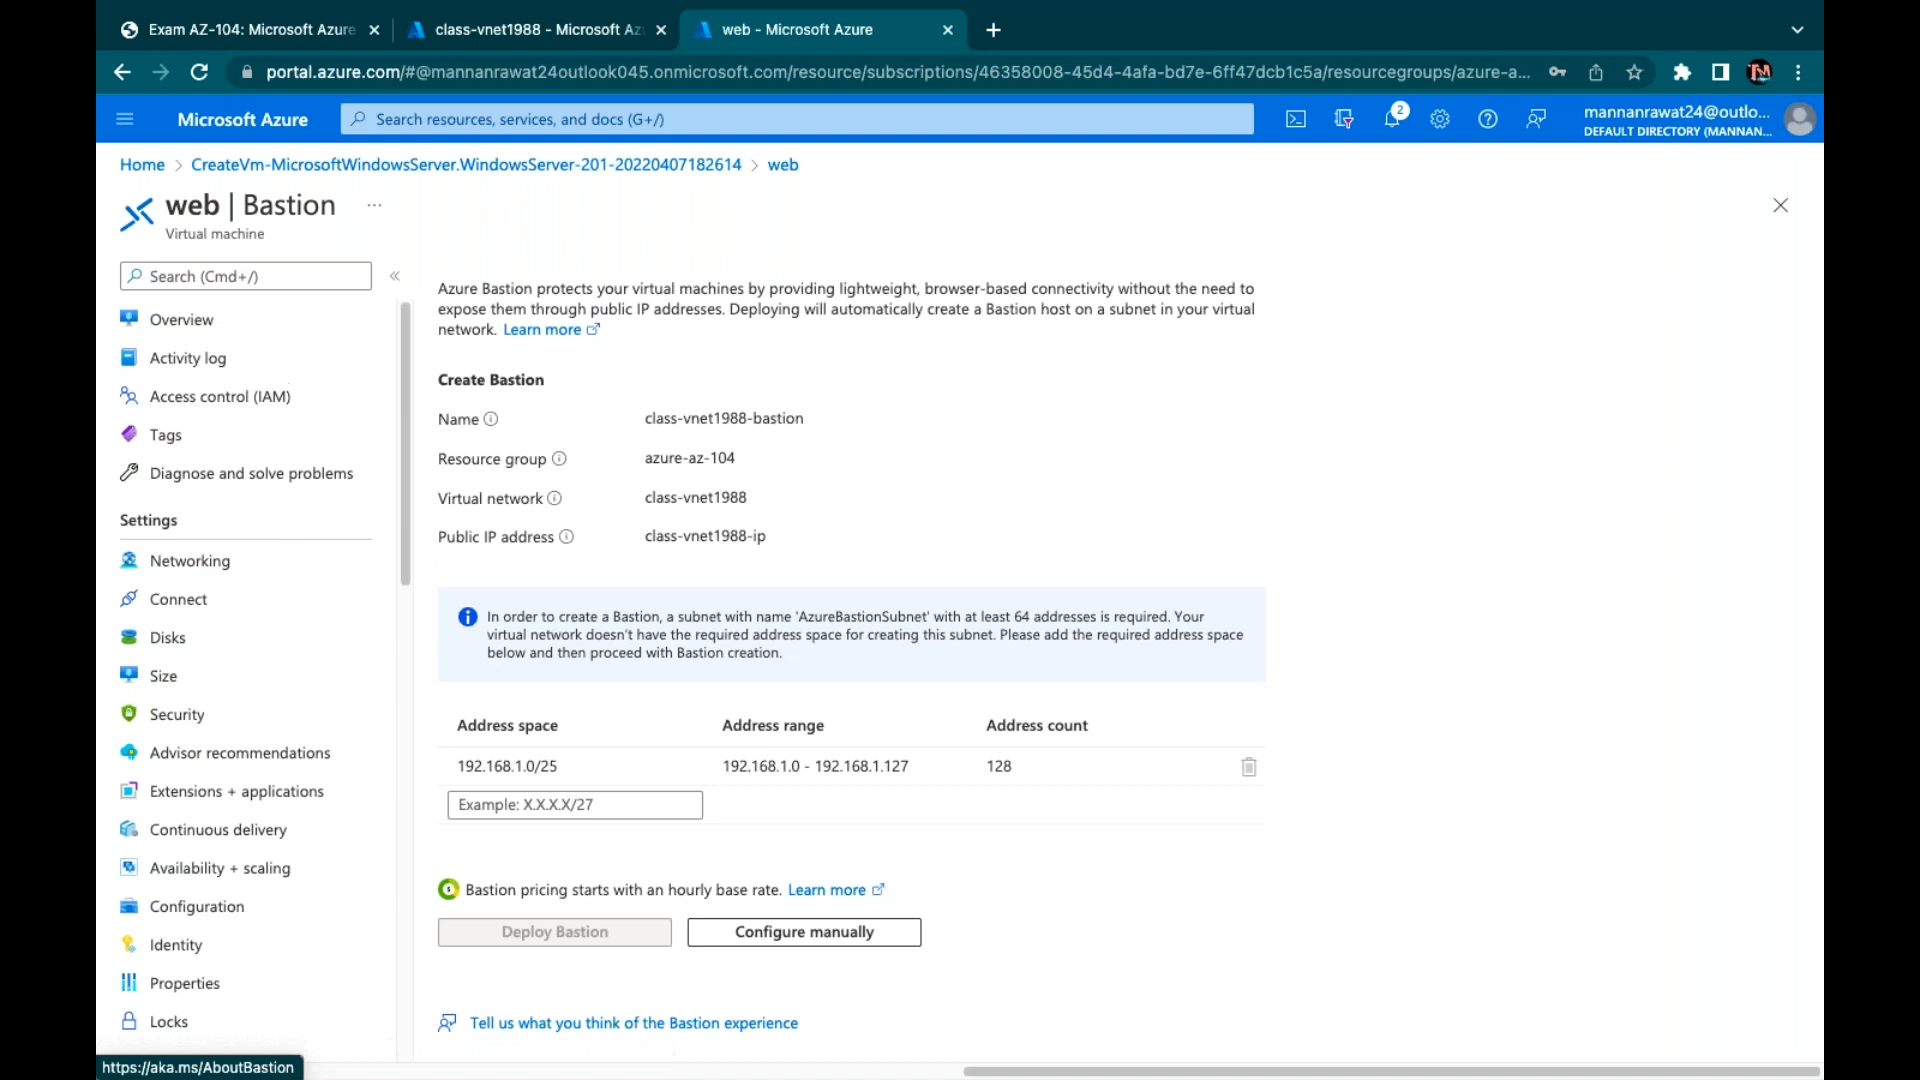 Exam AZ-104: Microsoft Azure
class-vnet1988 - Microsoft Az
web - Microsoft Azure
portal.azure.com/#@mannanrawat24outlook045.onmicrosoft.com/resource/subscriptions/46358008-45d4-4afa-bd7e-6ff47dcb1c5a/resourcegroups/azure-a...
Microsoft Azure
Search resources, services, and docs (G+/)
2
mannanrawat24@outlo...
DEFAULT DIRECTORY (MANNAN...
Home > CreateVm-MicrosoftWindowsServer.WindowsServer-201-20220407182614 > web
web | Bastion ...
Virtual machine
Search (Cmd+/)
Overview
Activity log
Access control (IAM)
Tags
Diagnose and solve problems
Settings
Networking
Connect
Disks
Size
Security
Advisor recommendations
Extensions + applications
Continuous delivery
Availability + scaling
Configuration
Identity
Properties
Locks
Azure Bastion protects your virtual machines by providing lightweight, browser-based connectivity without the need to
expose them through public IP addresses. Deploying will automatically create a Bastion host on a subnet in your virtual
network. Learn more
Create Bastion
Name class-vnet1988-bastion
Resource group azure-az-104
Virtual network class-vnet1988
Public IP address class-vnet1988-ip
In order to create a Bastion, a subnet with name 'AzureBastionSubnet' with at least 64 addresses is required. Your
virtual network doesn't have the required address space for creating this subnet. Please add the required address space
below and then proceed with Bastion creation.
Address space Address range Address count
192.168.1.0/25 192.168.1.0 - 192.168.1.127 128
Example: X.X.X.X/27
Bastion pricing starts with an hourly base rate. Learn more
Deploy Bastion Configure manually
Tell us what you think of the Bastion experience
https://aka.ms/AboutBastion